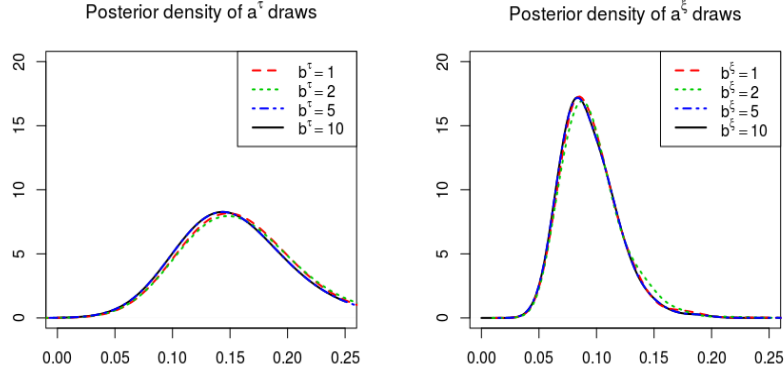 Posterior density of a^τ draws
20
15
10
5
0
b^τ = 1
b^τ = 2
b^τ = 5
b^τ = 10
0.00 0.05 0.10 0.15 0.20 0.25
Posterior density of a^ξ draws
20
15
10
5
0
b^ξ = 1
b^ξ = 2
b^ξ = 5
b^ξ = 10
0.00 0.05 0.10 0.15 0.20 0.25